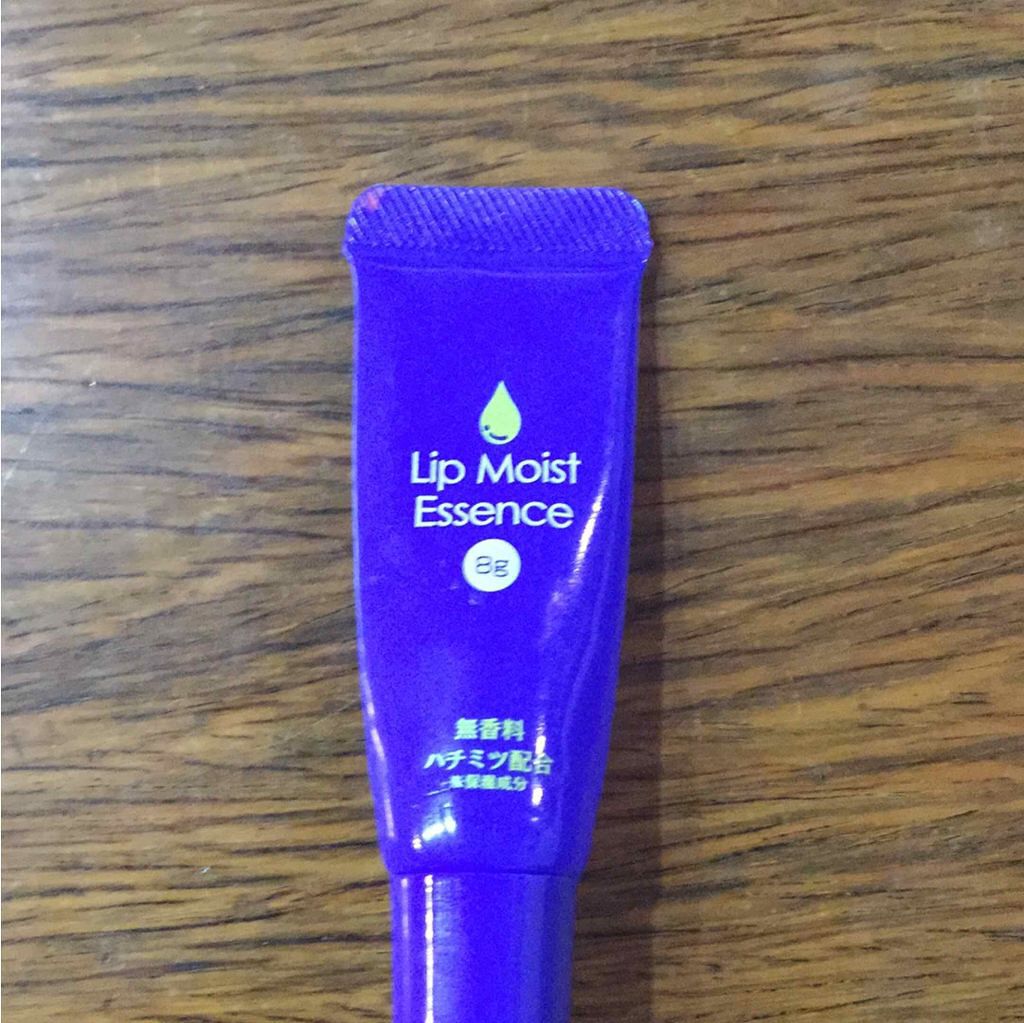 Lip Moist
Essence
8g
無香料
ハチミツ配合
※保湿成分